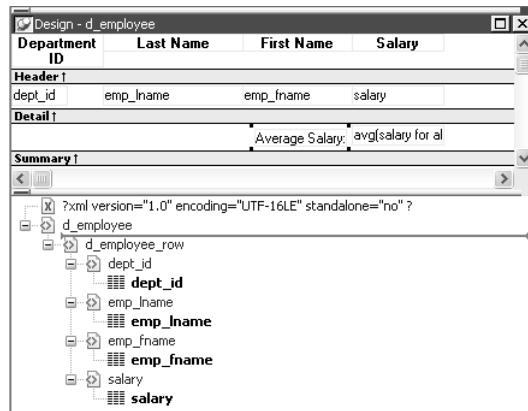 Design - d_employee
Department ID Last Name First Name Salary
Header ↑
dept_id emp_lname emp_fname salary
Detail ↑
Average Salary: avg(salary for al
Summary ↑
?xml version="1.0" encoding="UTF-16LE" standalone="no" ?
d_employee
d_employee_row
dept_id
dept_id
emp_lname
emp_lname
emp_fname
emp_fname
salary
salary